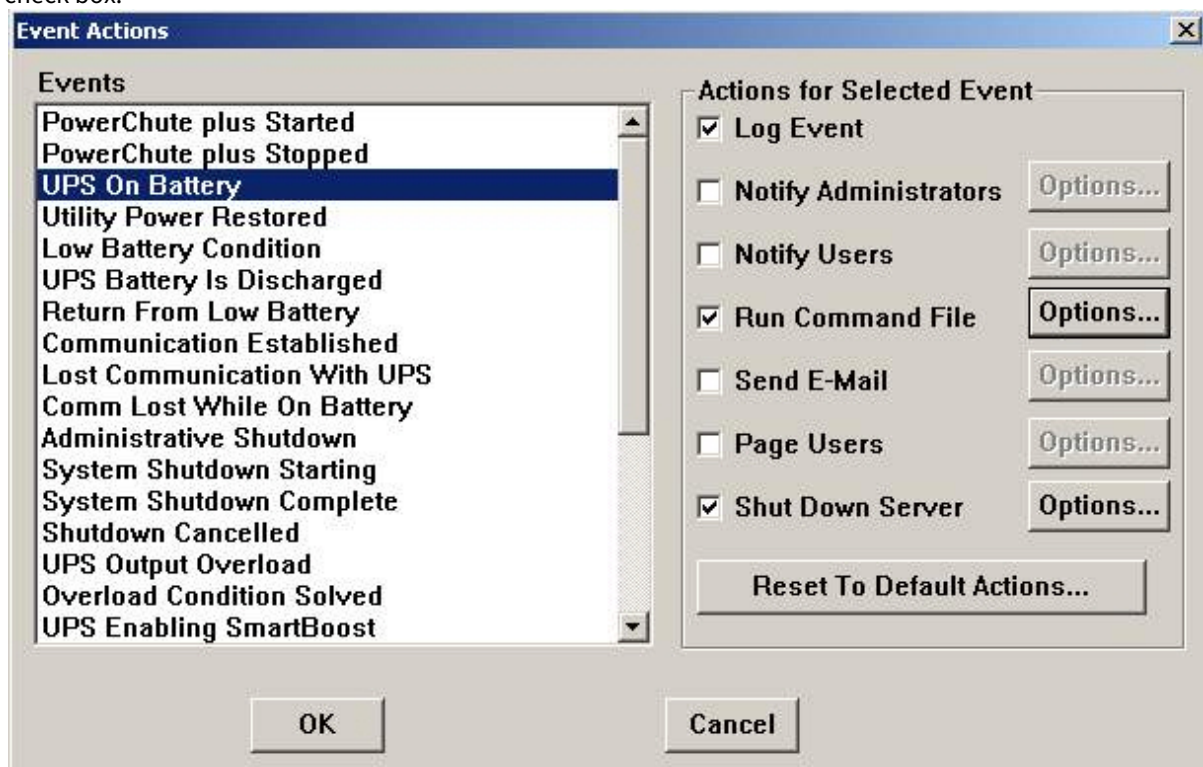 check box.
Event Actions
Events
PowerChute plus Started
PowerChute plus Stopped
UPS On Battery
Utility Power Restored
Low Battery Condition
UPS Battery Is Discharged
Return From Low Battery
Communication Established
Lost Communication With UPS
Comm Lost While On Battery
Administrative Shutdown
System Shutdown Starting
System Shutdown Complete
Shutdown Cancelled
UPS Output Overload
Overload Condition Solved
UPS Enabling SmartBoost
Actions for Selected Event
Log Event
Notify Administrators Options...
Notify Users Options...
Run Command File Options...
Send E-Mail Options...
Page Users Options...
Shut Down Server Options...
Reset To Default Actions...
OK Cancel